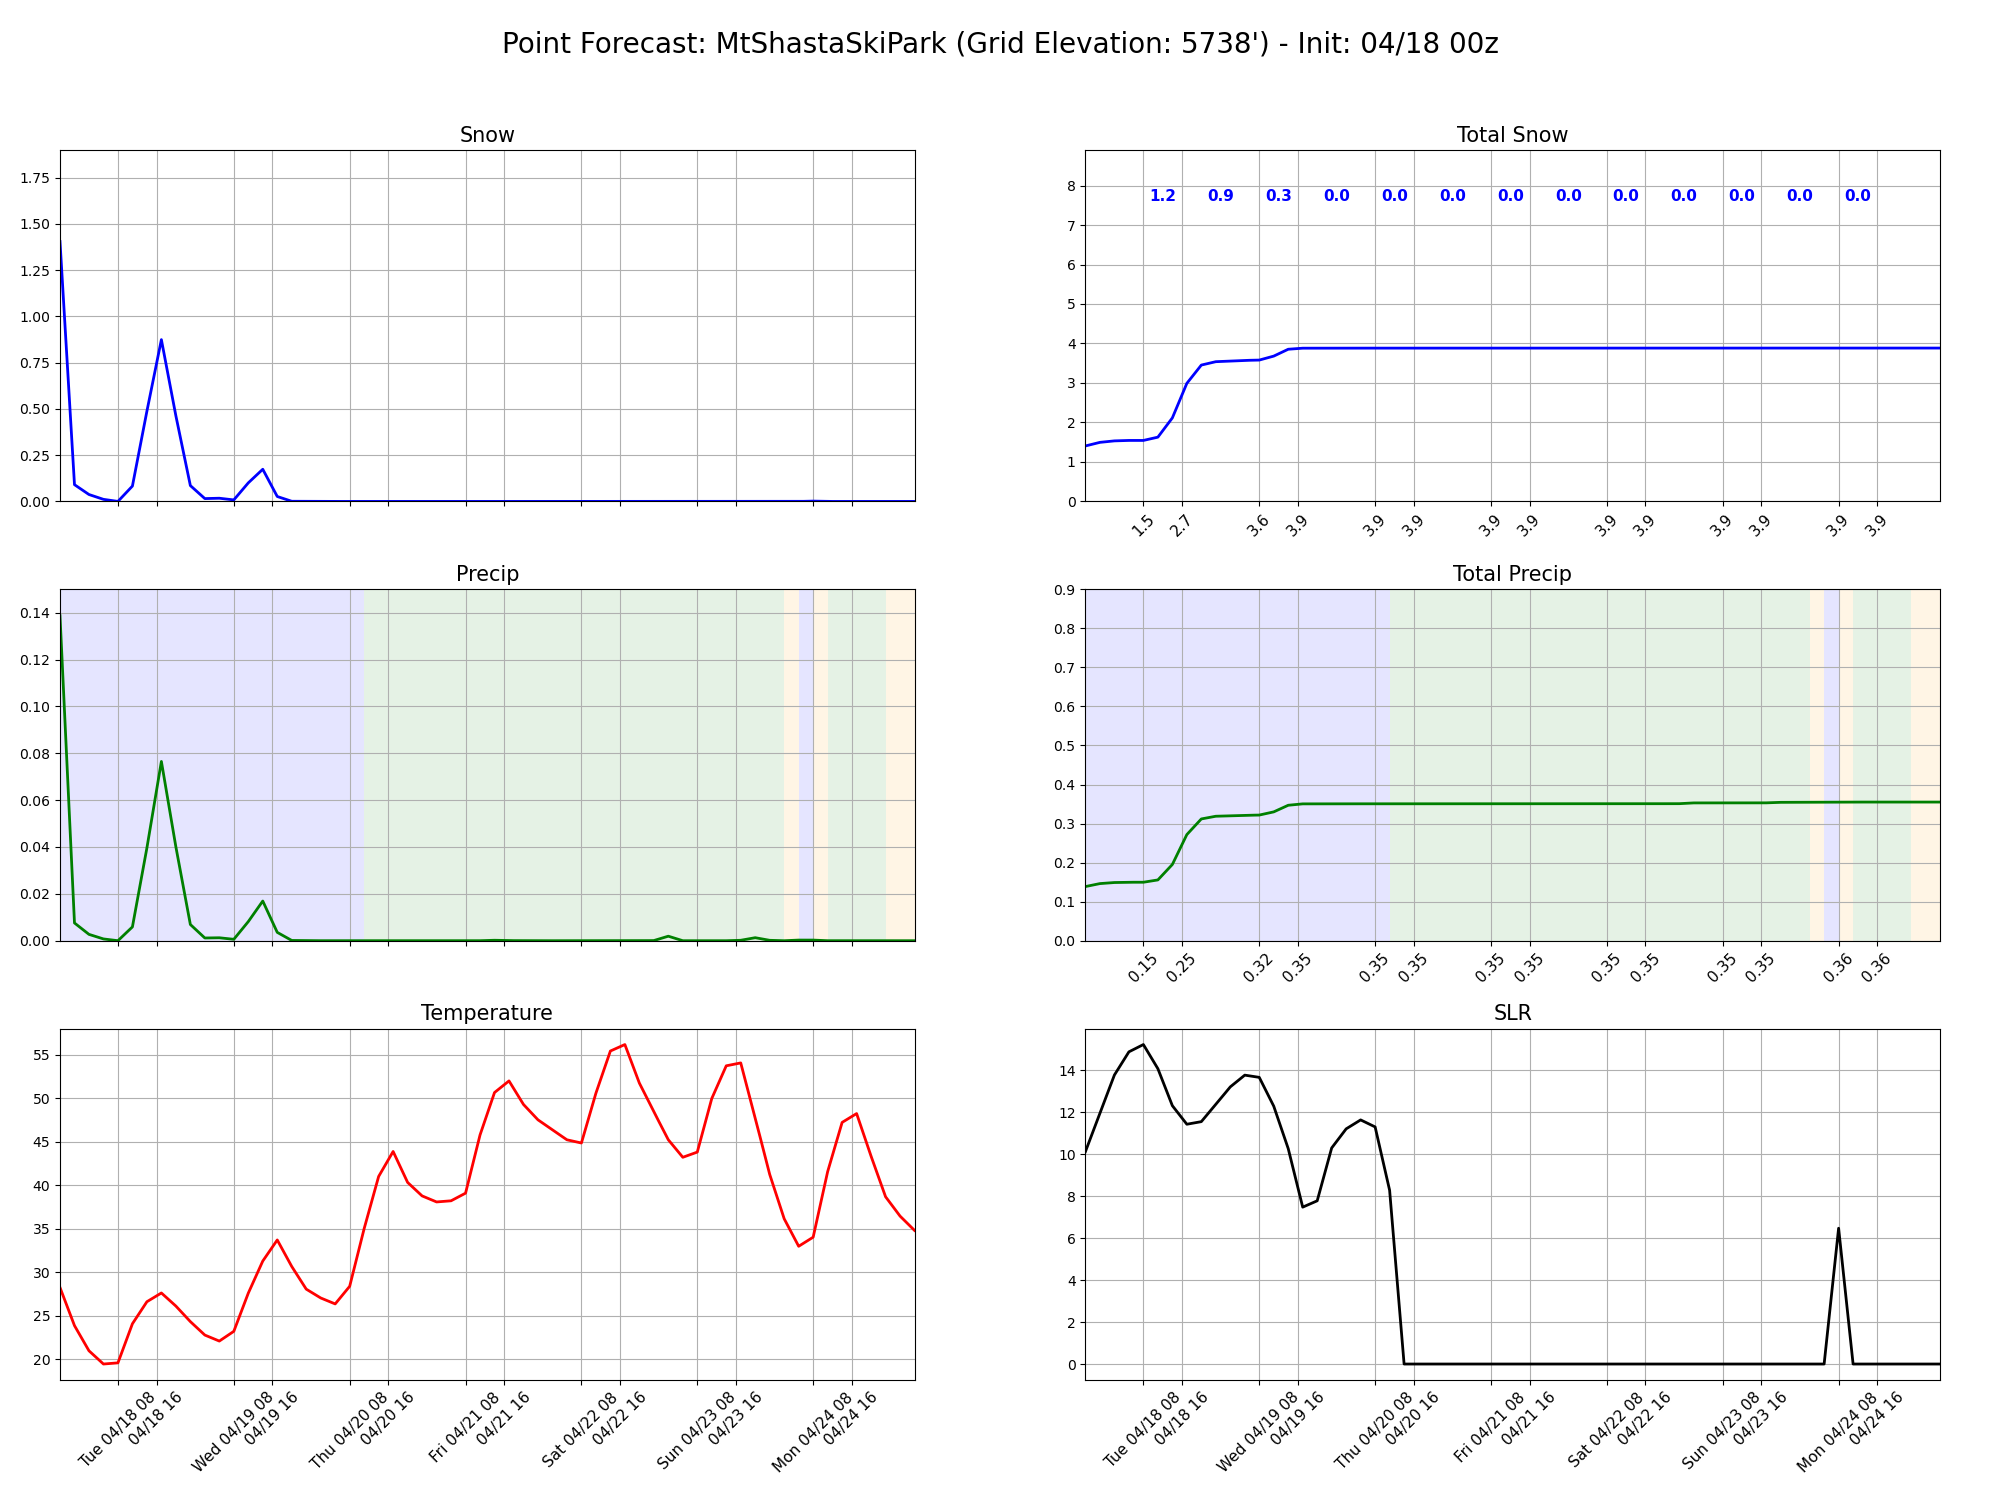 Point Forecast: MtShastaSkiPark (Grid Elevation: 5738') - Init: 04/18 00z
Snow
1.75
1.50
1.25
1.00
0.75
0.50
0.25
0.00
Total Snow
8
7
6
5
4
3
2
1
0
1.2 0.9 0.3 0.0 0.0 0.0 0.0 0.0 0.0 0.0 0.0 0.0 0.0
1.5 2.7 3.6 3.9 3.9 3.9 3.9 3.9 3.9 3.9 3.9 3.9 3.9 3.9
Precip
0.14
0.12
0.10
0.08
0.06
0.04
0.02
0.00
Total Precip
0.9
0.8
0.7
0.6
0.5
0.4
0.3
0.2
0.1
0.0
0.15 0.25 0.32 0.35 0.35 0.35 0.35 0.35 0.35 0.35 0.35 0.35 0.36 0.36
Temperature
55
50
45
40
35
30
25
20
Tue 04/18 08
04/18 16
Wed 04/19 08
04/19 16
Thu 04/20 08
04/20 16
Fri 04/21 08
04/21 16
Sat 04/22 08
04/22 16
Sun 04/23 08
04/23 16
Mon 04/24 08
04/24 16
SLR
14
12
10
8
6
4
2
0
Tue 04/18 08
04/18 16
Wed 04/19 08
04/19 16
Thu 04/20 08
04/20 16
Fri 04/21 08
04/21 16
Sat 04/22 08
04/22 16
Sun 04/23 08
04/23 16
Mon 04/24 08
04/24 16